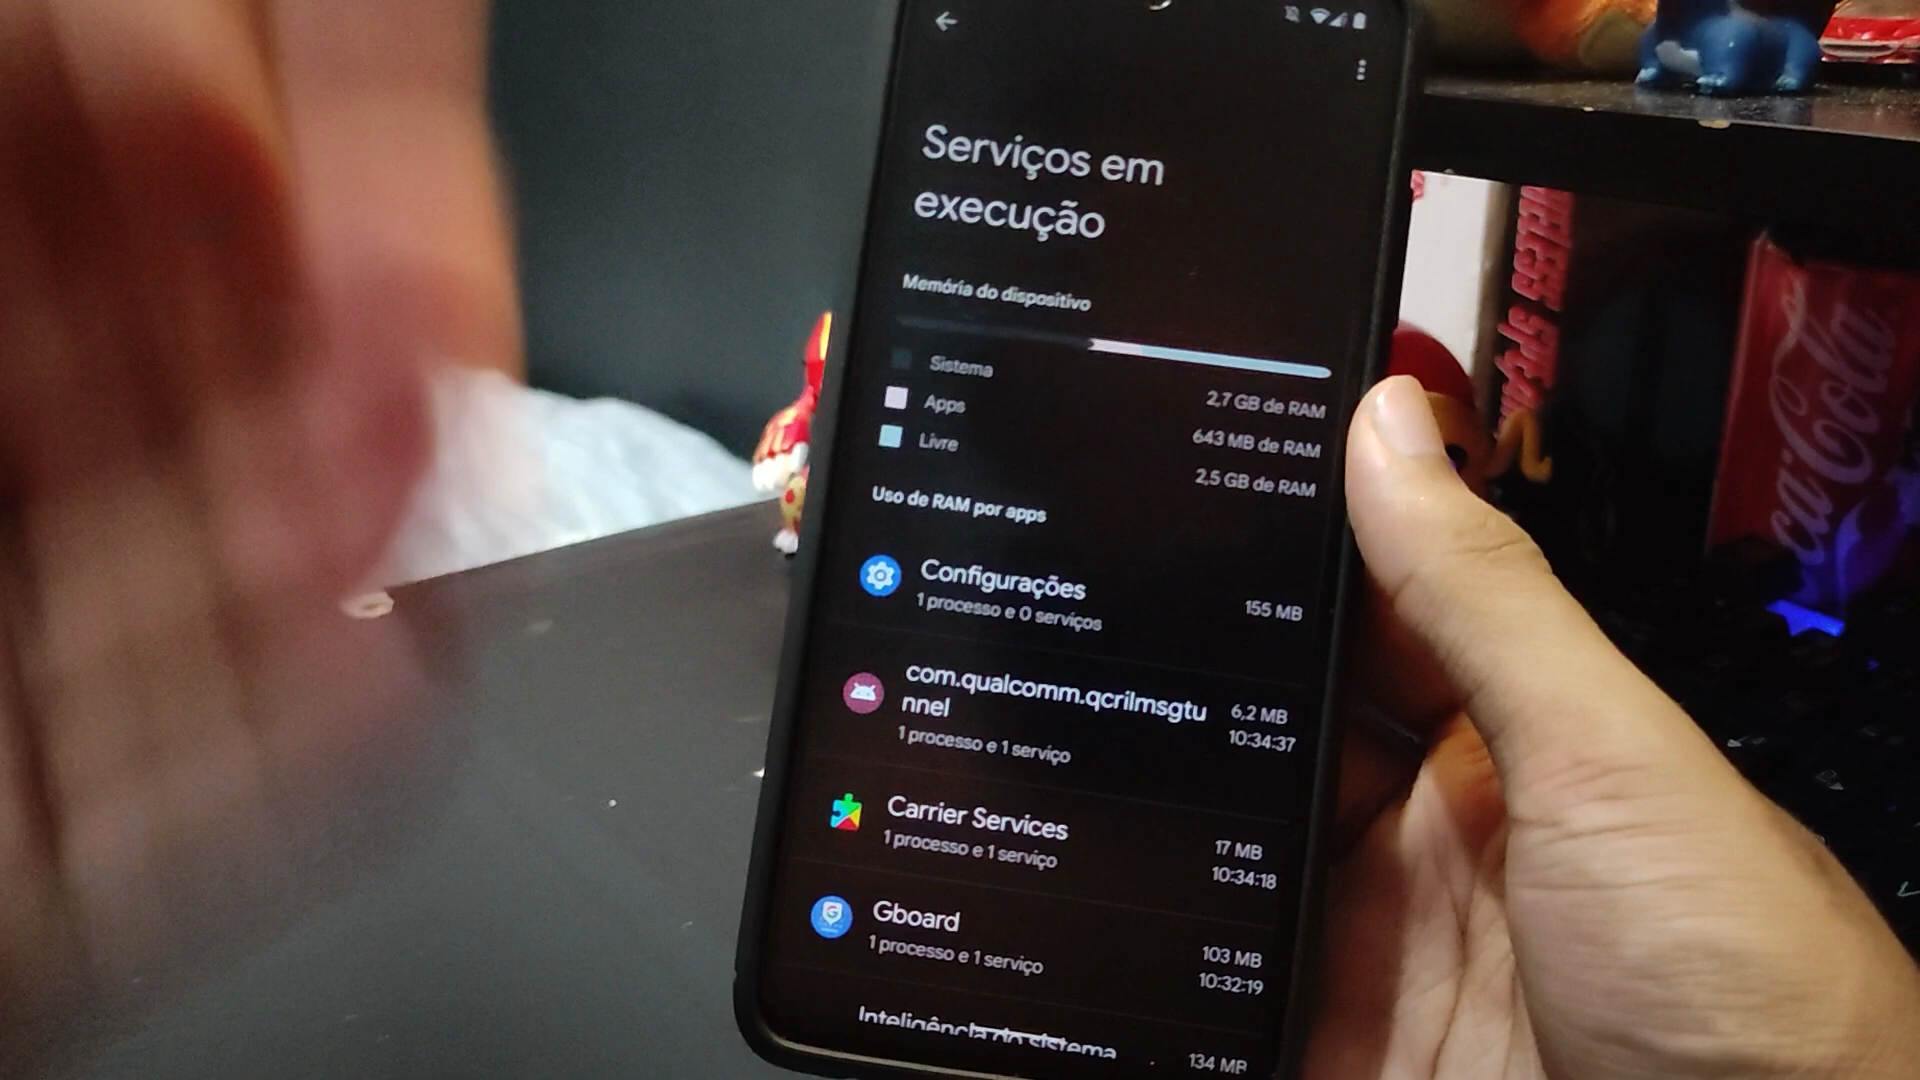 Serviços em
execução
Memória do dispositivo
Sistema
2,7 GB de RAM
Apps
643 MB de RAM
Livre
2,5 GB de RAM
Uso de RAM por apps
Configurações
155 MB
1 processo e 0 serviços
com.qualcomm.qcrilmsgtu
nnel
6,2 MB
10:34:37
1 processo e 1 serviço
Carrier Services
17 MB
1 processo e 1 serviço
10:34:18
Gboard
103 MB
1 processo e 1 serviço
10:32:19
Inteligência do sistema
134 MB
Coca-Cola